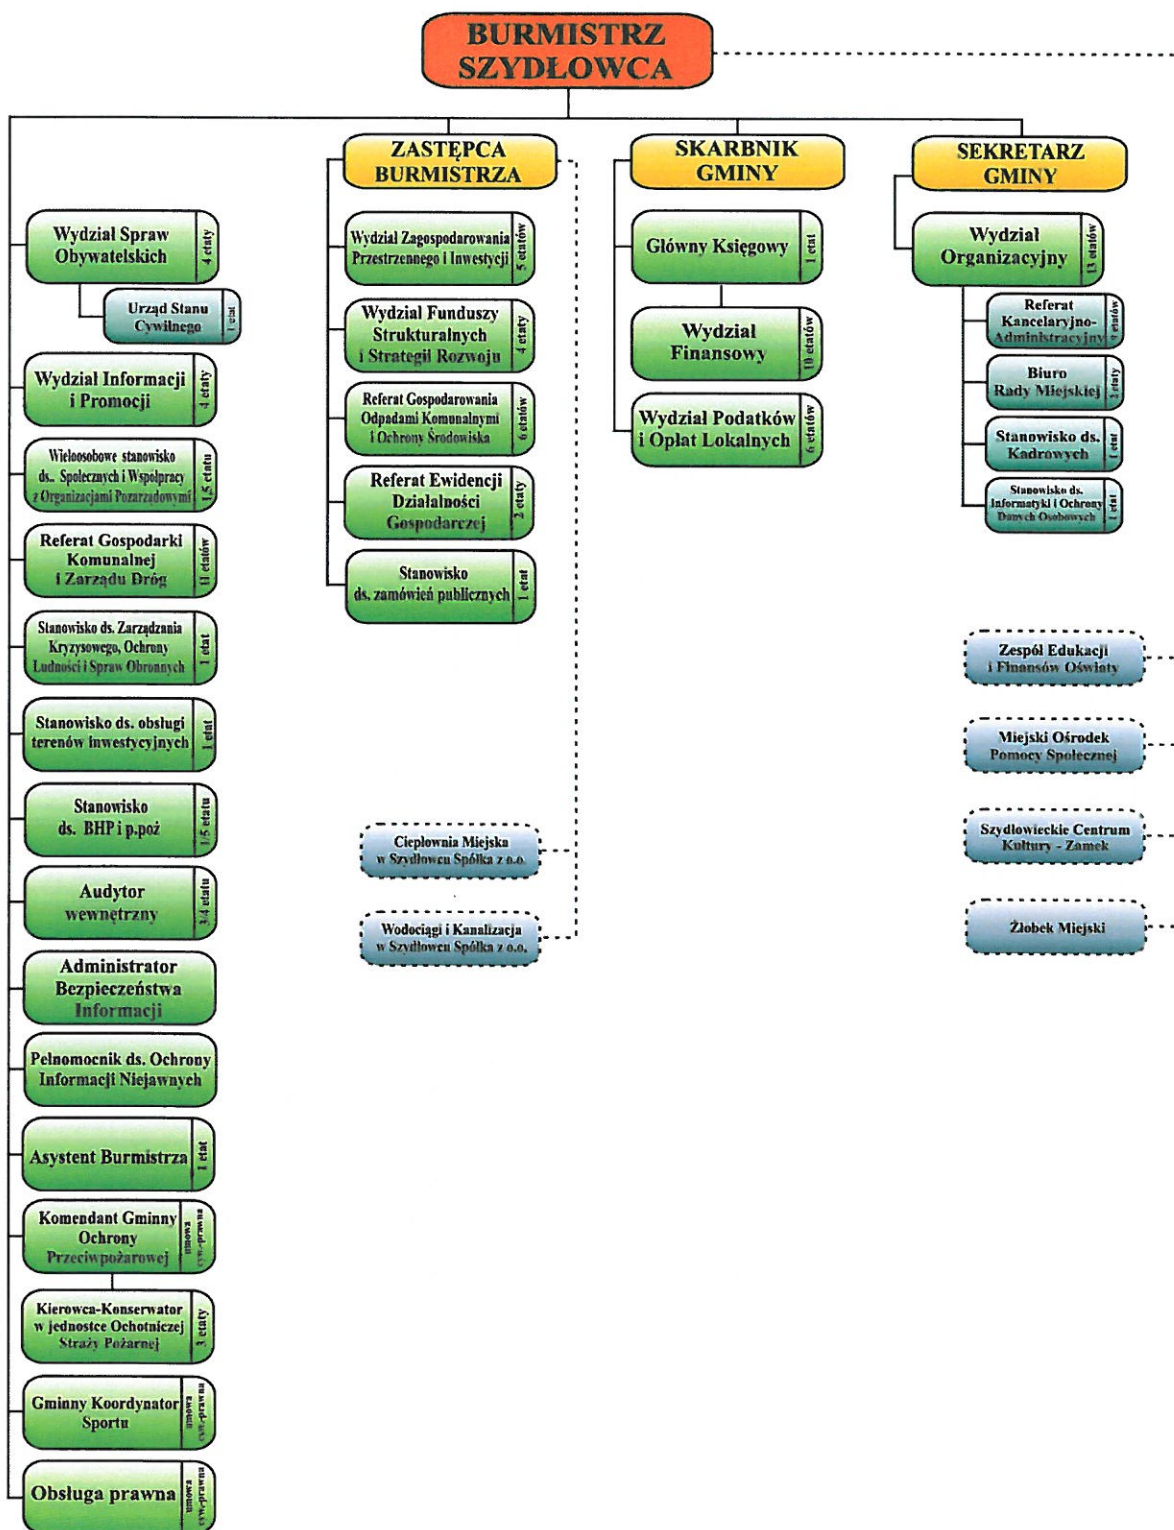 BURMISTRZ
SZYDŁOWCA
ZASTĘPCA
BURMISTRZA
SKARBNIK
GMINY
SEKRETARZ
GMINY
Wydział Spraw
Obywatelskich
4 etaty
Urząd Stanu
Cywilnego
1 etat
Wydział Informacji
i Promocji
4 etaty
Wieloosobowe stanowisko
ds.. Społecznych i Współpracy
z Organizacjami Pozarządowymi
1,5 etatu
Referat Gospodarki
Komunalnej
i Zarządu Dróg
11 etatów
Stanowisko ds. Zarządzania
Kryzysowego, Ochrony
Ludności i Spraw Obronnych
1 etat
Stanowisko ds. obsługi
terenów inwestycyjnych
1 etat
Stanowisko
ds. BHP i p.poż
1/5 etatu
Audytor
wewnętrzny
3/4 etatu
Administrator
Bezpieczeństwa
Informacji
Pełnomocnik ds. Ochrony
Informacji Niejawnych
Asystent Burmistrza
1 etat
Komendant Gminny
Ochrony
Przeciwpożarowej
umowa
cyw.-prawna
Kierowca-Konserwator
w jednostce Ochotniczej
Straży Pożarnej
3 etaty
Gminny Koordynator
Sportu
umowa
cyw.-prawna
Obsługa prawna
umowa
cyw.-prawna
Wydział Zagospodarowania
Przestrzennego i Inwestycji
5 etatów
Wydział Funduszy
Strukturalnych
i Strategii Rozwoju
4 etaty
Referat Gospodarowania
Odpadami Komunalnymi
i Ochrony Środowiska
6 etatów
Referat Ewidencji
Działalności
Gospodarczej
2 etaty
Stanowisko
ds. zamówień publicznych
1 etat
Ciepłownia Miejska
w Szydłowcu Spółka z o.o.
Wodociągi i Kanalizacja
w Szydłowcu Spółka z o.o.
Główny Księgowy
1 etat
Wydział
Finansowy
10 etatów
Wydział Podatków
i Opłat Lokalnych
6 etatów
Wydział
Organizacyjny
13 etatów
Referat
Kancelaryjno-
Administracyjny
etatów
Biuro
Rady Miejskiej
2 etaty
Stanowisko ds.
Kadrowych
1 etat
Stanowisko ds.
Informatyki i Ochrony
Danych Osobowych
1 etat
Zespół Edukacji
i Finansów Oświaty
Miejski Ośrodek
Pomocy Społecznej
Szydłowieckie Centrum
Kultury - Zamek
Żłobek Miejski